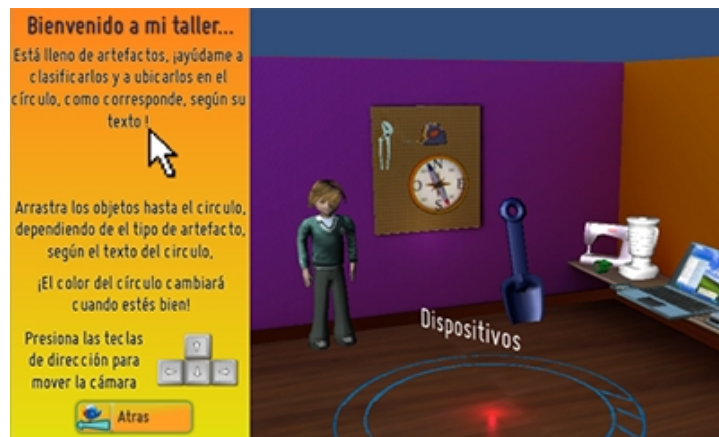 Bienvenido a mi taller...
Está lleno de artefactos, ¡ayúdame a
clasificarlos y a ubicarlos en el
círculo, como corresponde, según su
texto !
Arrastra los objetos hasta el circulo,
dependiendo de el tipo de artefacto,
según el texto del circulo,
¡El color del círculo cambiará
cuando estés bien!
Presiona las teclas
de dirección para
mover la cámara
Atras
N
O E
S
Dispositivos